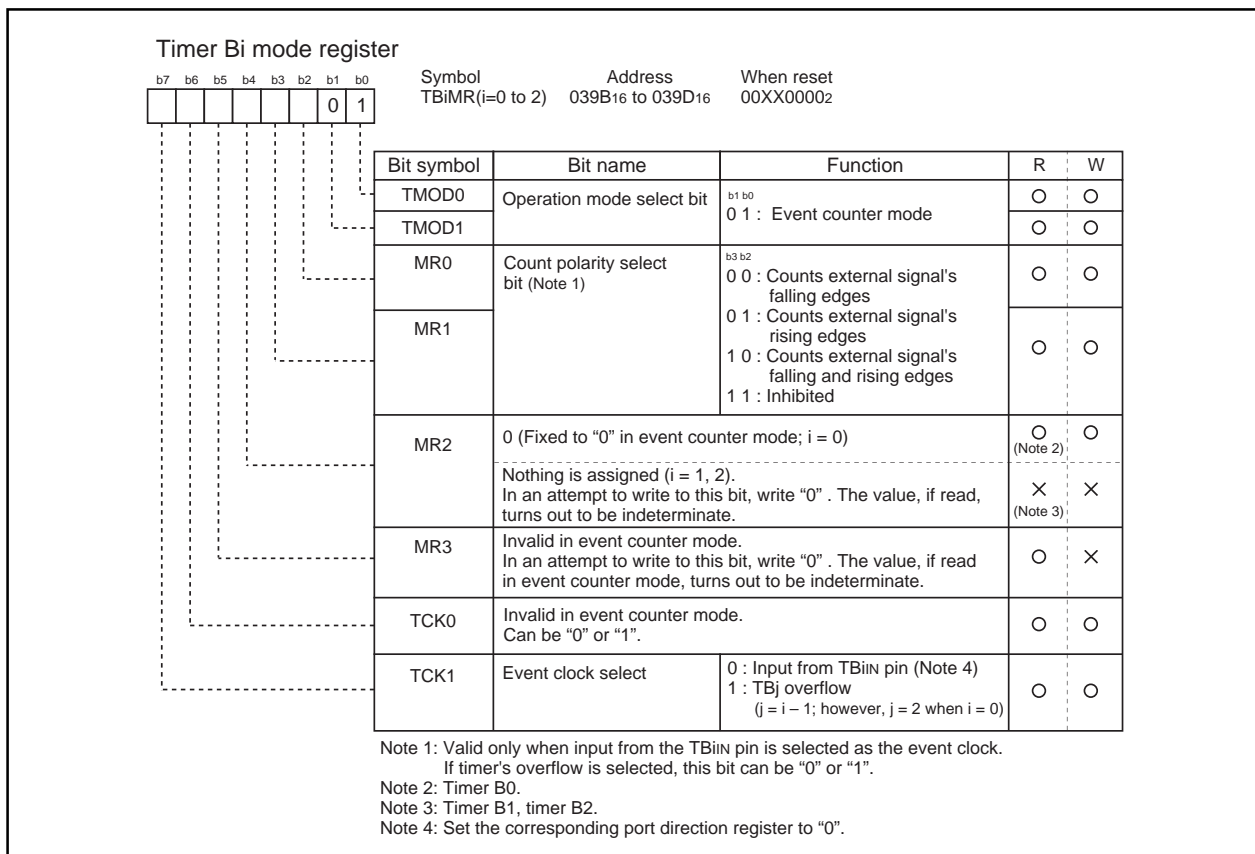 Timer Bi mode register
b7 b6 b5 b4 b3 b2 b1 b0
0 1
Symbol Address When reset
TBiMR(i=0 to 2) 039B16 to 039D16 00XX00002
Bit symbol Bit name Function R W
TMOD0
TMOD1
Operation mode select bit
b1 b0
0 1 : Event counter mode
MR0
MR1
Count polarity select
bit (Note 1)
b3 b2
0 0 : Counts external signal's
falling edges
0 1 : Counts external signal's
rising edges
1 0 : Counts external signal's
falling and rising edges
1 1 : Inhibited
MR2
0 (Fixed to “0” in event counter mode; i = 0)
(Note 2)
Nothing is assigned (i = 1, 2).
In an attempt to write to this bit, write “0” . The value, if read,
turns out to be indeterminate.
(Note 3)
MR3
Invalid in event counter mode.
In an attempt to write to this bit, write “0” . The value, if read
in event counter mode, turns out to be indeterminate.
TCK0
Invalid in event counter mode.
Can be “0” or “1”.
TCK1
Event clock select
0 : Input from TBiIN pin (Note 4)
1 : TBj overflow
(j = i – 1; however, j = 2 when i = 0)
Note 1: Valid only when input from the TBiIN pin is selected as the event clock.
If timer's overflow is selected, this bit can be “0” or “1”.
Note 2: Timer B0.
Note 3: Timer B1, timer B2.
Note 4: Set the corresponding port direction register to “0”.